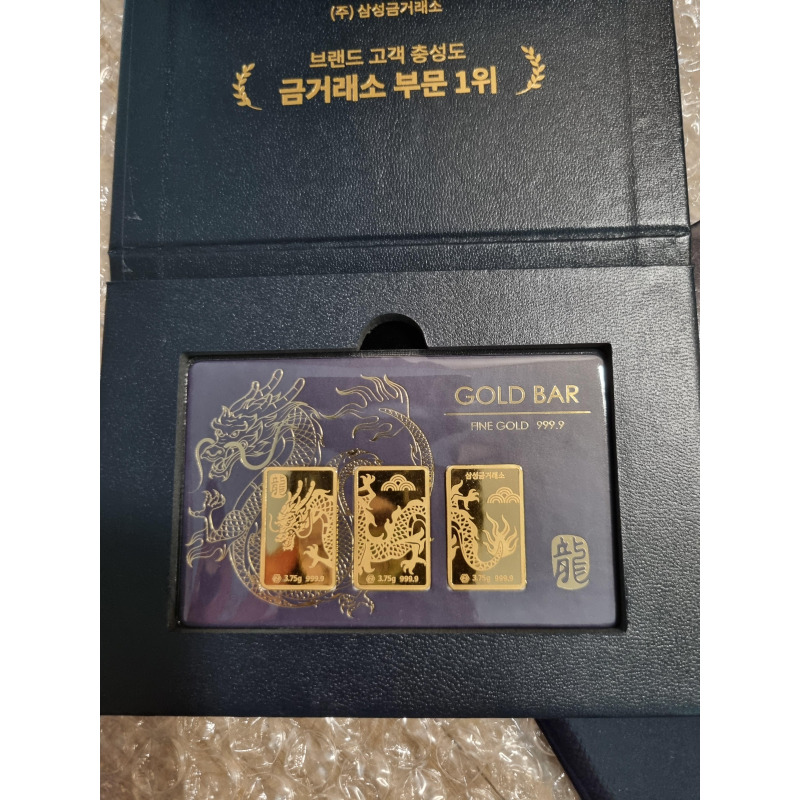 (주) 삼성금거래소
브랜드 고객 충성도
금거래소 부문 1위
GOLD BAR
FINE GOLD 999.9
龍
삼성금거래소
3.75g 999.9
3.75g 999.9
3.75g 999.9
龍